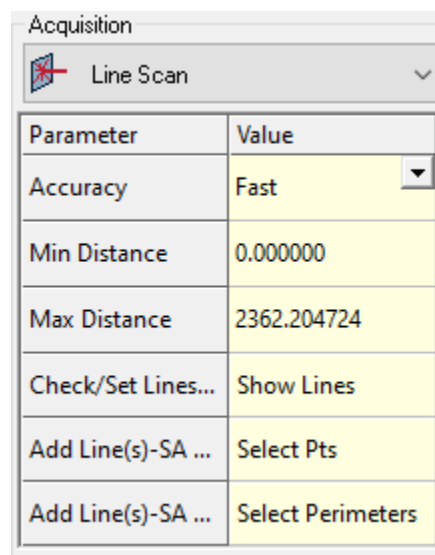 Acquisition
Line Scan
Parameter Value
Accuracy Fast
Min Distance 0.000000
Max Distance 2362.204724
Check/Set Lines... Show Lines
Add Line(s)-SA ... Select Pts
Add Line(s)-SA ... Select Perimeters